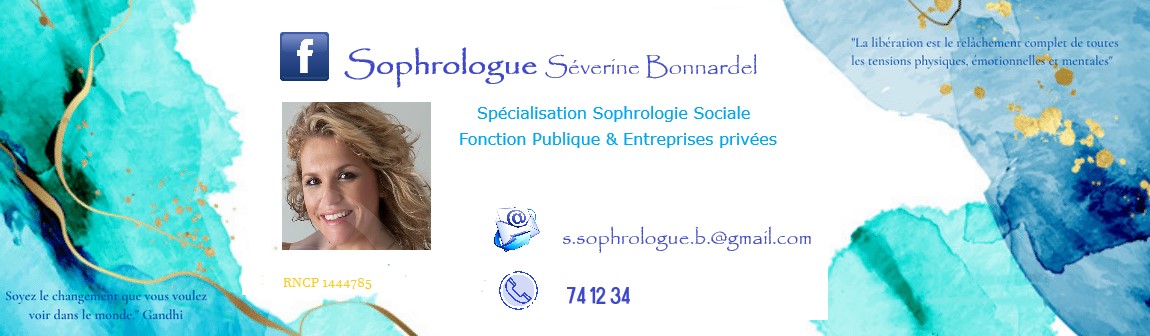 f
Sophrologue Séverine Bonnardel
"La libération est le relâchement complet de toutes
les tensions physiques, émotionnelles et mentales"
Spécialisation Sophrologie Sociale
Fonction Publique & Entreprises privées
@
s.sophrologue.b.@gmail.com
RNCP 1444785
74 12 34
Soyez le changement que vous voulez
voir dans le monde." Gandhi